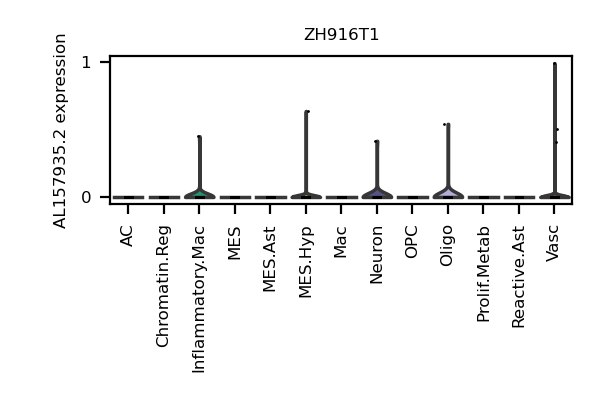 ZH916T1
AL157935.2 expression
1
0
AC
Chromatin.Reg
Inflammatory.Mac
MES
MES.Ast
MES.Hyp
Mac
Neuron
OPC
Oligo
Prolif.Metab
Reactive.Ast
Vasc